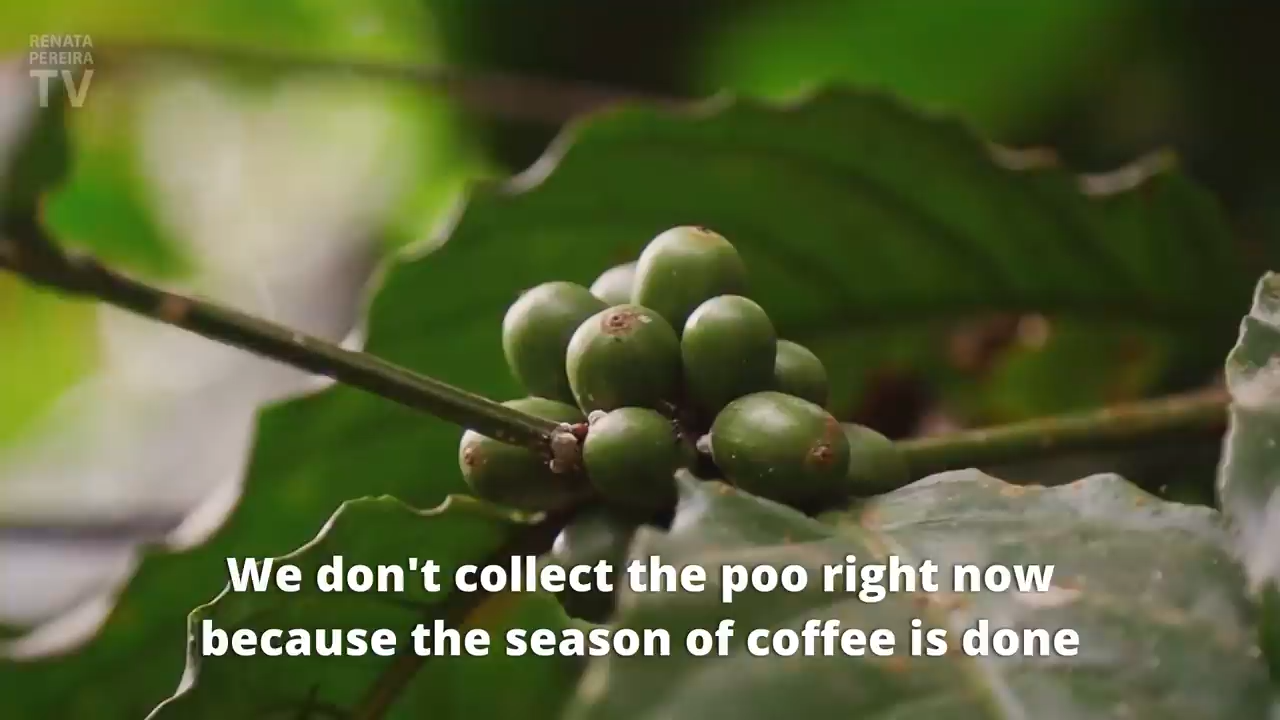 RENATA
PEREIRA
TV
We don't collect the poo right now
because the season of coffee is done